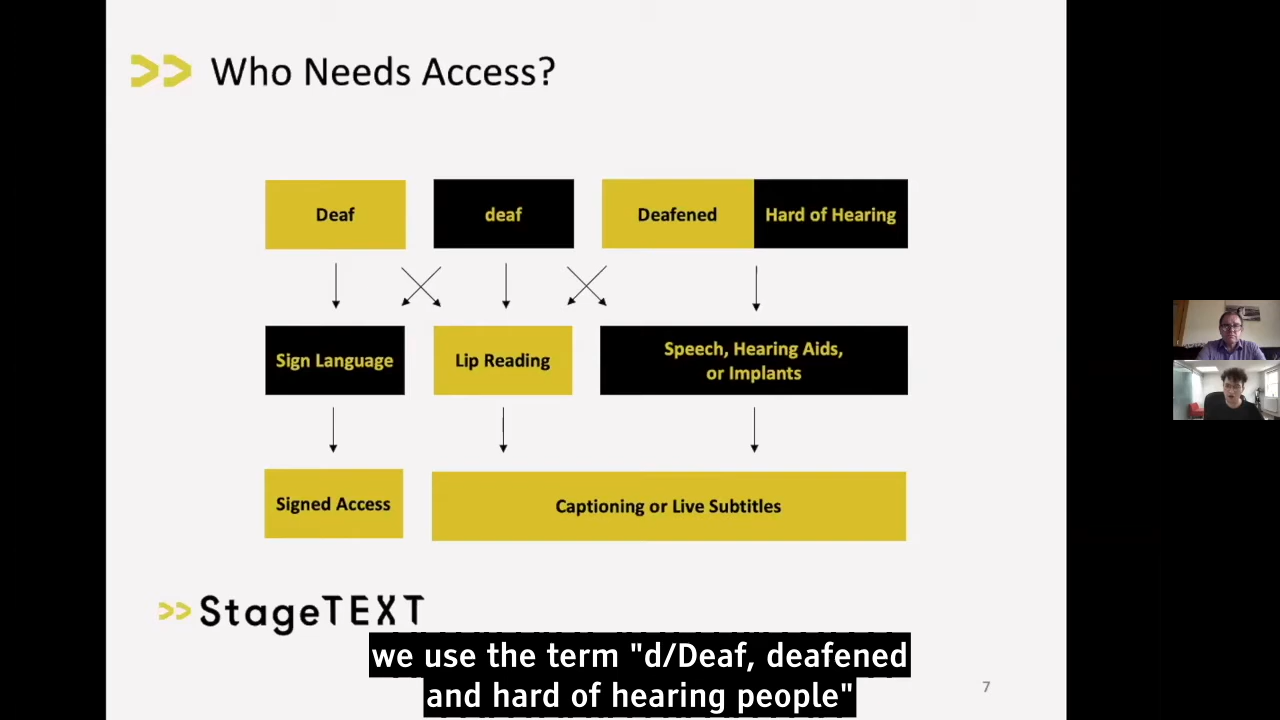 Who Needs Access?
Deaf
deaf
Deafened
Hard of Hearing
Sign Language
Lip Reading
Speech, Hearing Aids,
or Implants
Signed Access
Captioning or Live Subtitles
StageTEXT
we use the term "d/Deaf, deafened
and hard of hearing people"
7